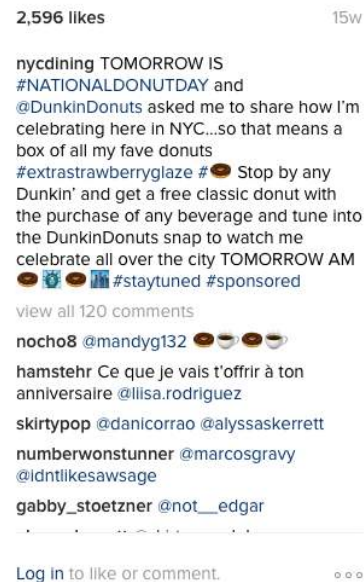 2,596 likes 15w
nycdining TOMORROW IS
#NATIONALDONUTDAY and
@DunkinDonuts asked me to share how I'm
celebrating here in NYC...so that means a
box of all my fave donuts
#extrastrawberryglaze #🍩 Stop by any
Dunkin' and get a free classic donut with
the purchase of any beverage and tune into
the DunkinDonuts snap to watch me
celebrate all over the city TOMORROW AM
🍩🗽🍩🏙#staytuned #sponsored
view all 120 comments
nocho8 @mandyg132 🍩☕🍩☕
hamstehr Ce que je vais t'offrir à ton
anniversaire @liisa.rodriguez
skirtypop @danicorrao @alyssaskerrett
numberwonstunner @marcosgravy
@idntlikesawsage
gabby_stoetzner @not__edgar
Log in to like or comment.